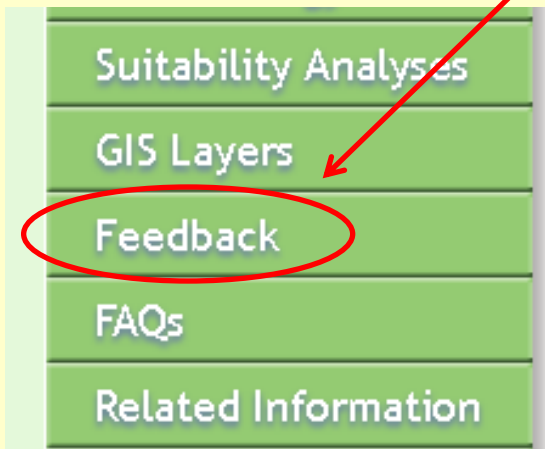 Suitability Analyses
GIS Layers
Feedback
FAQs
Related Information